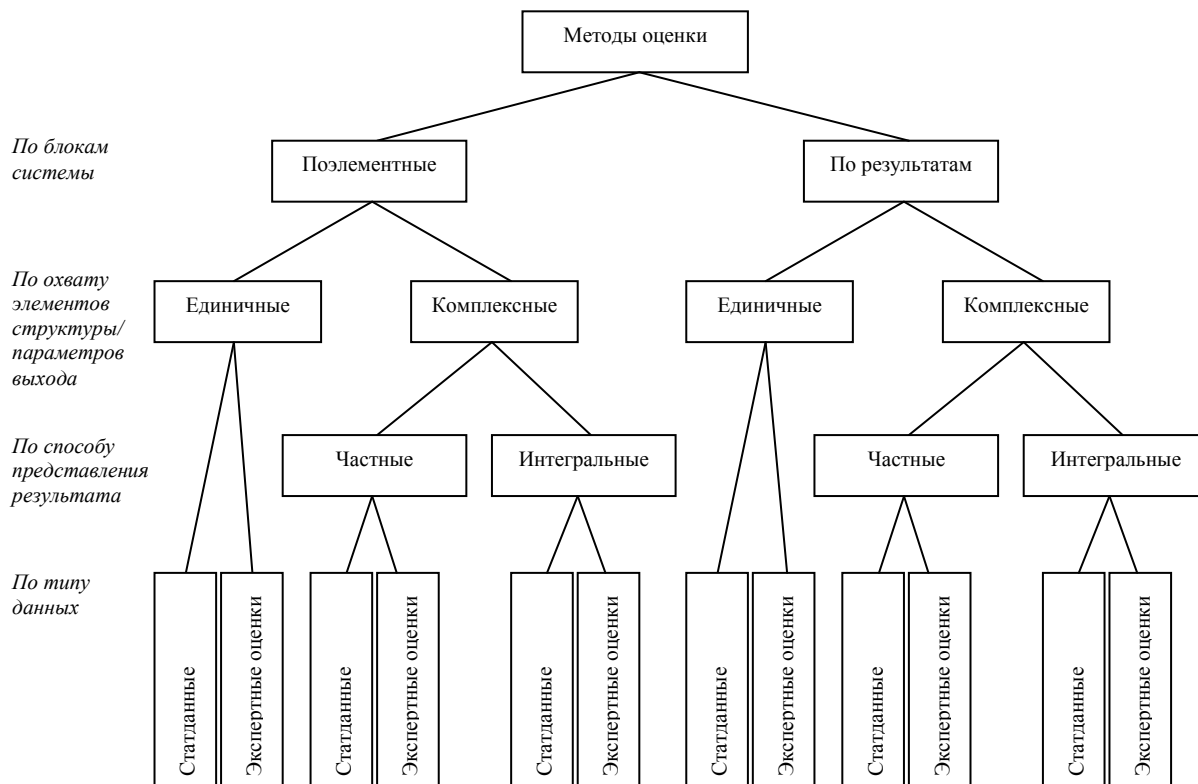 Методы оценки
По блокам
системы
Поэлементные
По результатам
По охвату
элементов
структуры/
параметров
выхода
Единичные
Комплексные
Единичные
Комплексные
По способу
представления
результата
Частные
Интегральные
Частные
Интегральные
По типу
данных
Статданные
Экспертные оценки
Статданные
Экспертные оценки
Статданные
Экспертные оценки
Статданные
Экспертные оценки
Статданные
Экспертные оценки
Статданные
Экспертные оценки